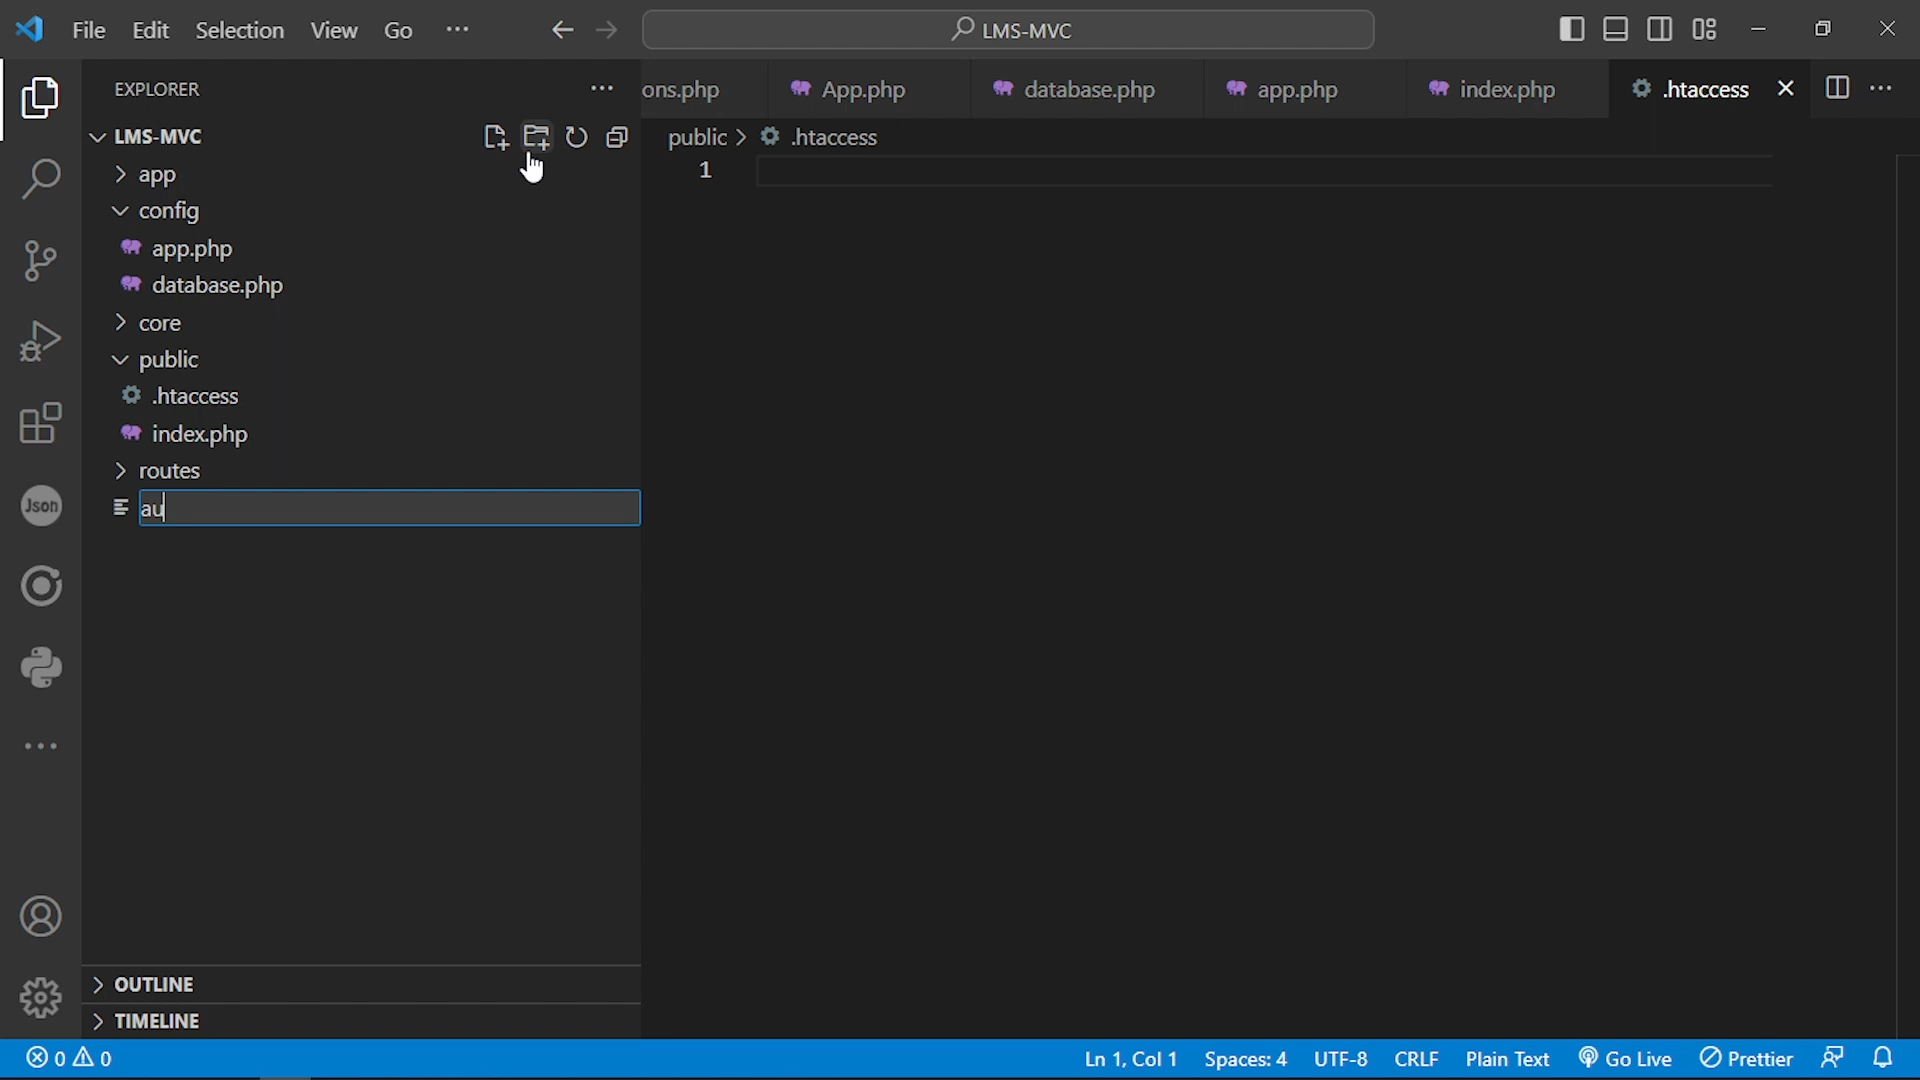 File Edit Selection View Go ··· LMS-MVC
EXPLORER
ons.php App.php database.php app.php index.php .htaccess
LMS-MVC
public > .htaccess
1
app
config
app.php
database.php
core
public
.htaccess
index.php
routes
au
Json
OUTLINE
TIMELINE
0 0 Ln 1, Col 1 Spaces: 4 UTF-8 CRLF Plain Text Go Live Prettier